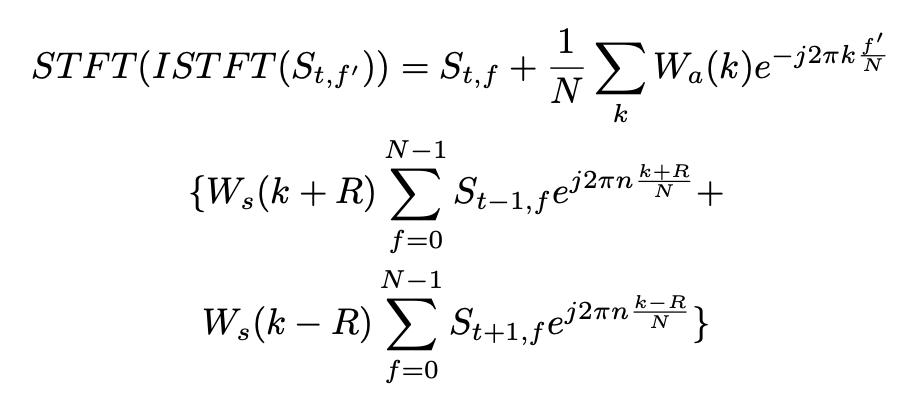 STFT(ISTFT(S_{t,f'})) = S_{t,f} + \frac{1}{N} \sum_{k} W_a(k) e^{-j2\pi k \frac{f'}{N}}
\{W_s(k + R) \sum_{f=0}^{N-1} S_{t-1,f} e^{j2\pi n \frac{k+R}{N}} +
W_s(k - R) \sum_{f=0}^{N-1} S_{t+1,f} e^{j2\pi n \frac{k-R}{N}}\}